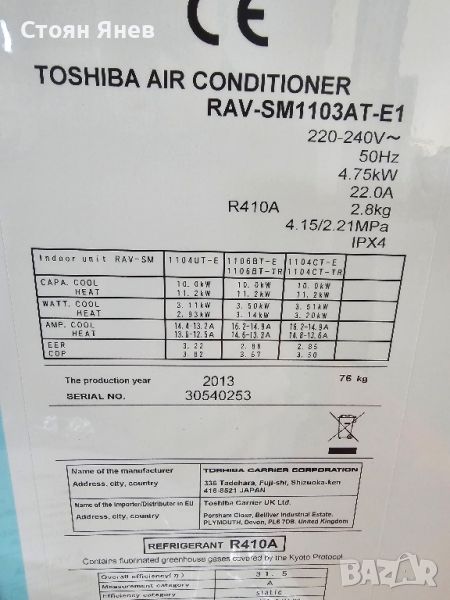 Стоян Янев
CE
TOSHIBA AIR CONDITIONER
RAV-SM1103AT-E1
220-240V~
50Hz
4.75kW
22.0A
R410A 2.8kg
4.15/2.21MPa
IPX4
Indoor unit RAV-SM 1104UT-E 1106BT-E 1104CT-E
1106BT-TR 1104CT-TR
CAPA. COOL 10.0kW 10.0kW 10.0kW
HEAT 11.2kW 11.2kW 11.2kW
WATT. COOL 3.11kW 3.50kW 3.51kW
HEAT 2.93kW 3.14kW 3.20kW
AMP. COOL 14.4-13.2A 16.2-14.9A 16.2-14.9A
HEAT 13.6-12.5A 14.6-13.2A 14.8-13.6A
EER 3.22 2.86 2.85
COP 3.82 3.57 3.50
The production year 2013 76 kg
SERIAL NO. 30540253
Name of the manufacturer TOSHIBA CARRIER CORPORATION
Address, city, country 336 Tadehara, Fuji-shi, Shizuoka-ken
416-8521 JAPAN
Name of the Importer/Distributor in EU Toshiba Carrier UK Ltd.
Address, city, country Porsham Close, Belliver Industrial Estate,
PLYMOUTH, Devon, PL6 7DB. United Kingdom
REFRIGERANT R410A
Contains fluorinated greenhouse gases covered by the Kyoto Protocol
Overall efficiency(η) 31.5
Measurement category A
Efficiency category static
BAZAR